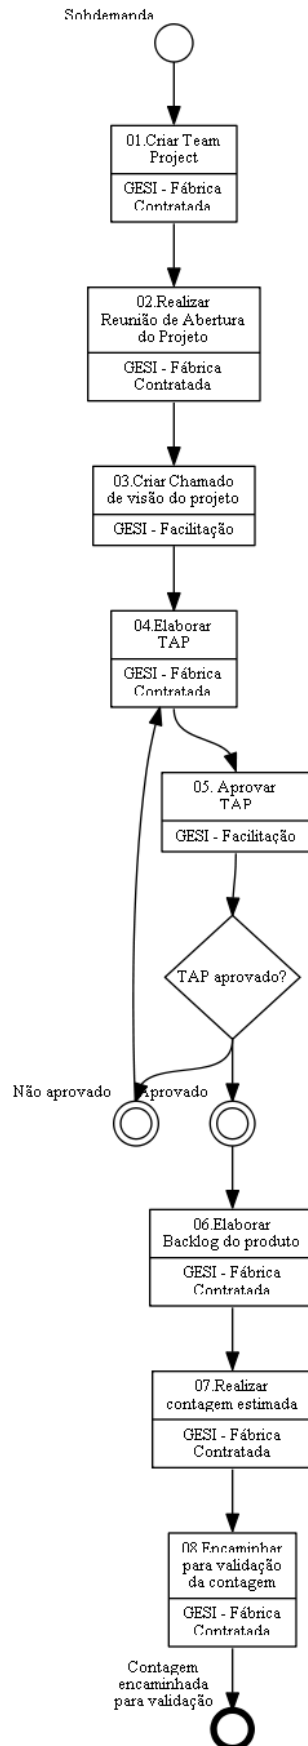 Sobdemanda
01.Criar Team
Project
GESI - Fábrica
Contratada
02.Realizar
Reunião de Abertura
do Projeto
GESI - Fábrica
Contratada
03.Criar Chamado
de visão do projeto
GESI - Facilitação
04.Elaborar
TAP
GESI - Fábrica
Contratada
05. Aprovar
TAP
GESI - Facilitação
TAP aprovado?
Não aprovado
Aprovado
06.Elaborar
Backlog do produto
GESI - Fábrica
Contratada
07.Realizar
contagem estimada
GESI - Fábrica
Contratada
08.Encaminhar
para validação
da contagem
GESI - Fábrica
Contratada
Contagem
encaminhada
para validação